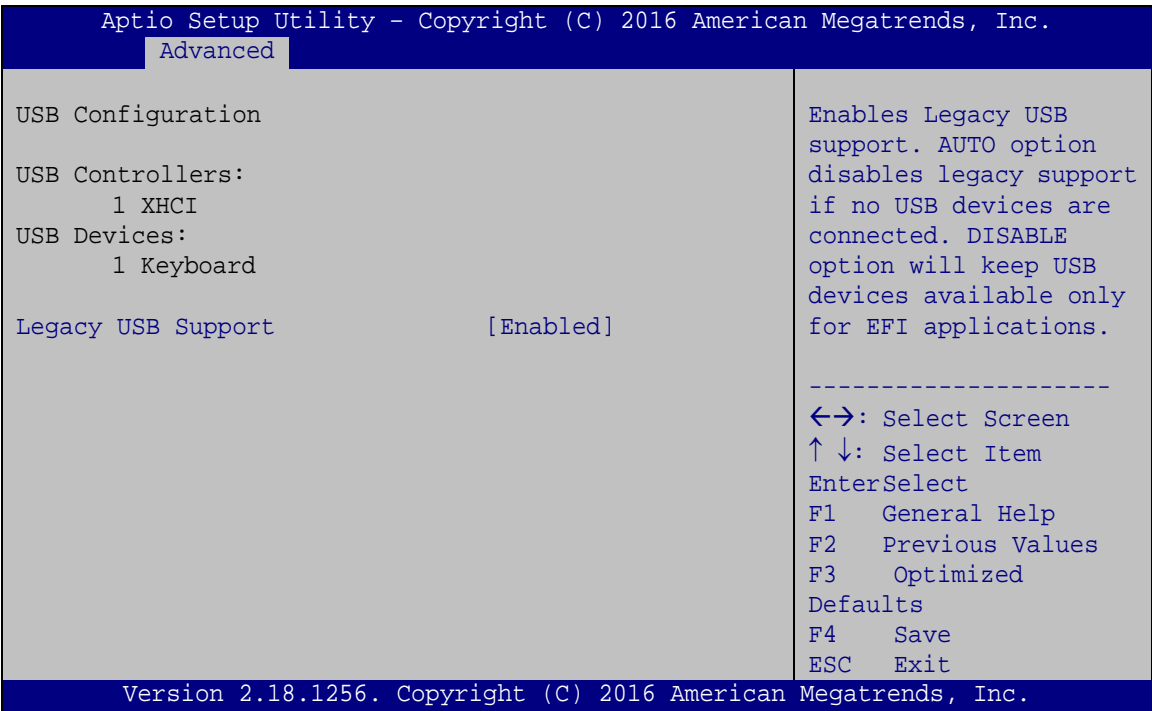 Aptio Setup Utility – Copyright (C) 2016 American Megatrends, Inc.
Advanced
USB Configuration
USB Controllers:
1 XHCI
USB Devices:
1 Keyboard
Legacy USB Support [Enabled]
Enables Legacy USB
support. AUTO option
disables legacy support
if no USB devices are
connected. DISABLE
option will keep USB
devices available only
for EFI applications.
---------------------
←→: Select Screen
↑ ↓: Select Item
EnterSelect
F1 General Help
F2 Previous Values
F3 Optimized
Defaults
F4 Save
ESC Exit
Version 2.18.1256. Copyright (C) 2016 American Megatrends, Inc.